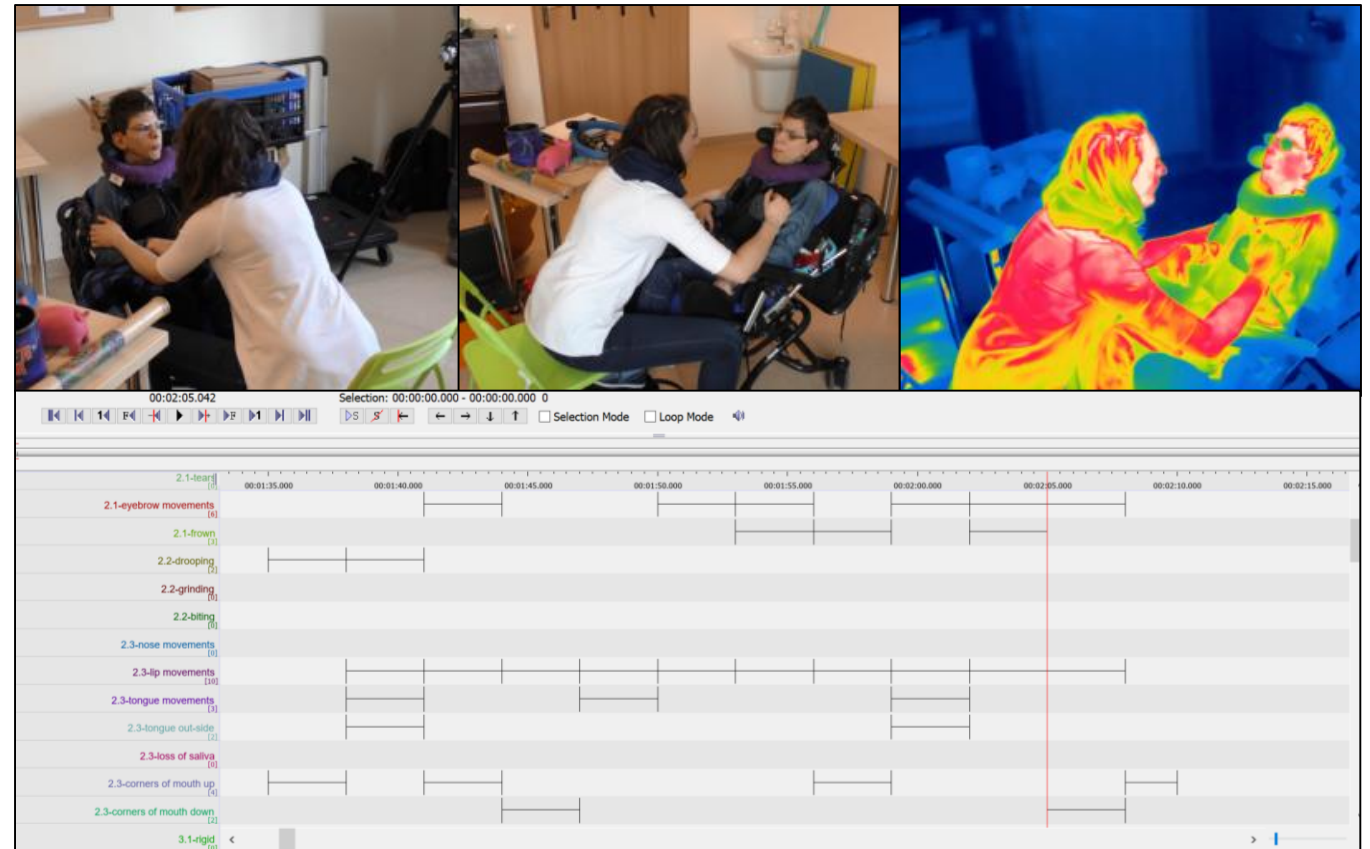 00:02:05.042
Selection: 00:00:00.000 - 00:00:00.000 0
1 F F 1 S S ← → ↓ ↑ Selection Mode Loop Mode
2.1-tears
[0]
00:01:35.000 00:01:40.000 00:01:45.000 00:01:50.000 00:01:55.000 00:02:00.000 00:02:05.000 00:02:10.000 00:02:15.000
2.1-eyebrow movements
[6]
2.1-frown
[3]
2.2-drooping
[2]
2.2-grinding
[0]
2.2-biting
[0]
2.3-nose movements
[0]
2.3-lip movements
[10]
2.3-tongue movements
[3]
2.3-tongue out-side
[2]
2.3-loss of saliva
[0]
2.3-corners of mouth up
[4]
2.3-corners of mouth down
[2]
3.1-rigid